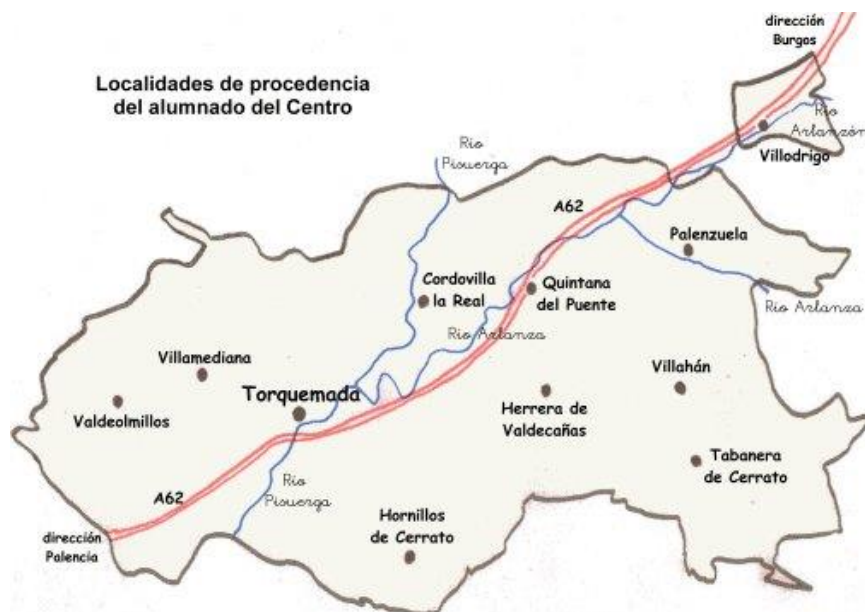 dirección
Burgos
Localidades de procedencia
del alumnado del Centro
Río
Pisuerga
Río
Arlanzón
Villodrigo
A62
Palenzuela
Cordovilla
la Real
Quintana
del Puente
Río Arlanza
Río Arlanza
Villamediana
Torquemada
Valdeolmillos
Herrera de
Valdecañas
Villahán
Tabanera
de Cerrato
A62
Río
Pisuerga
Hornillos
de Cerrato
dirección
Palencia